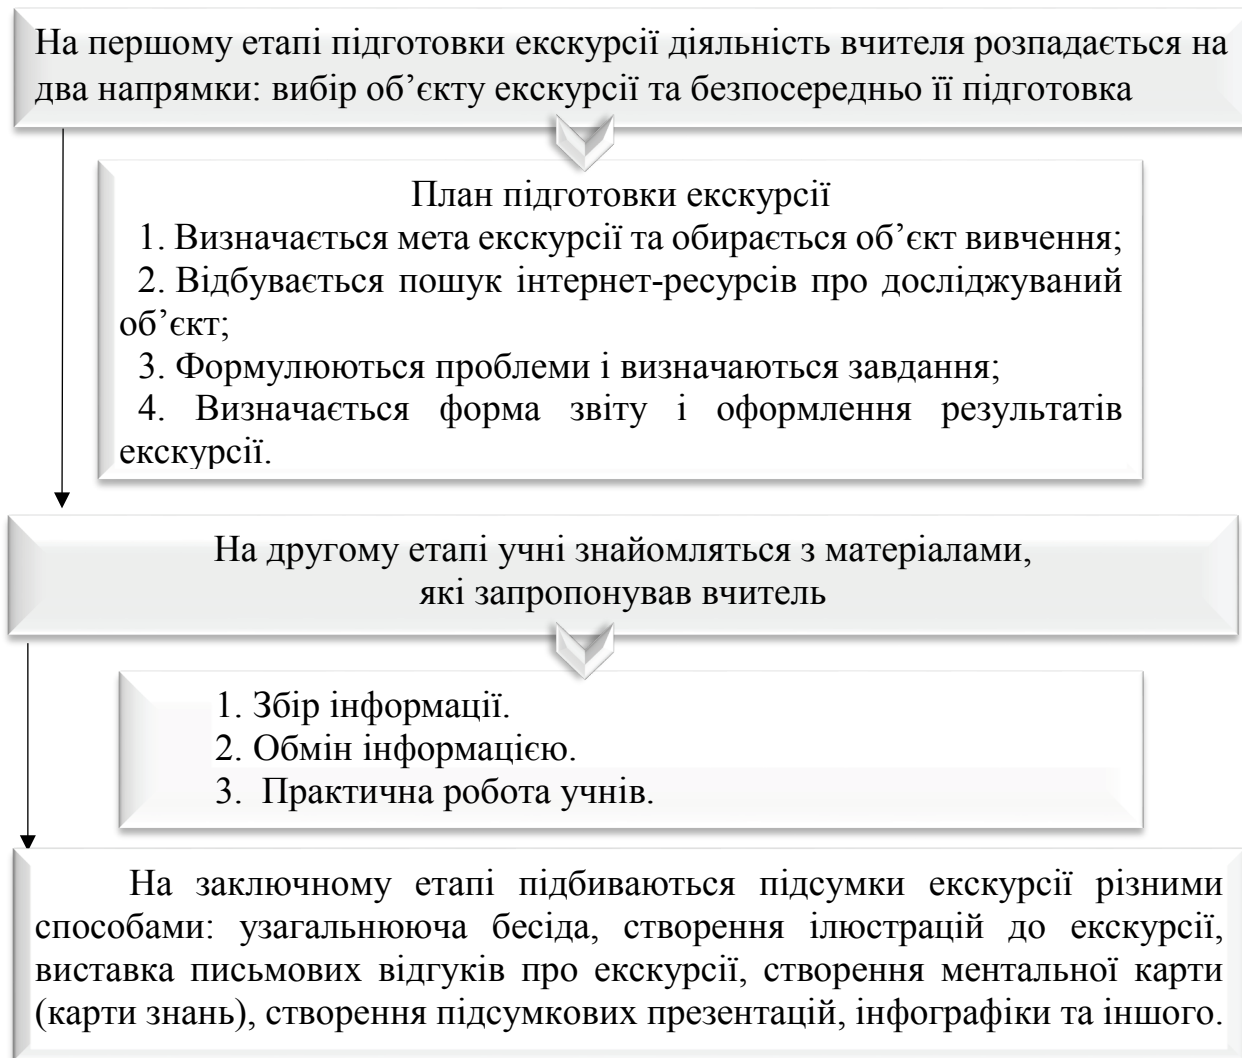 На першому етапі підготовки екскурсії діяльність вчителя розпадається на
два напрямки: вибір об’єкту екскурсії та безпосередньо її підготовка
План підготовки екскурсії
1. Визначається мета екскурсії та обирається об’єкт вивчення;
2. Відбувається пошук інтернет-ресурсів про досліджуваний
об’єкт;
3. Формулюються проблеми і визначаються завдання;
4. Визначається форма звіту і оформлення результатів
екскурсії.
На другому етапі учні знайомляться з матеріалами,
які запропонував вчитель
1. Збір інформації.
2. Обмін інформацією.
3. Практична робота учнів.
На заключному етапі підбиваються підсумки екскурсії різними
способами: узагальнююча бесіда, створення ілюстрацій до екскурсії,
виставка письмових відгуків про екскурсії, створення ментальної карти
(карти знань), створення підсумкових презентацій, інфографіки та іншого.